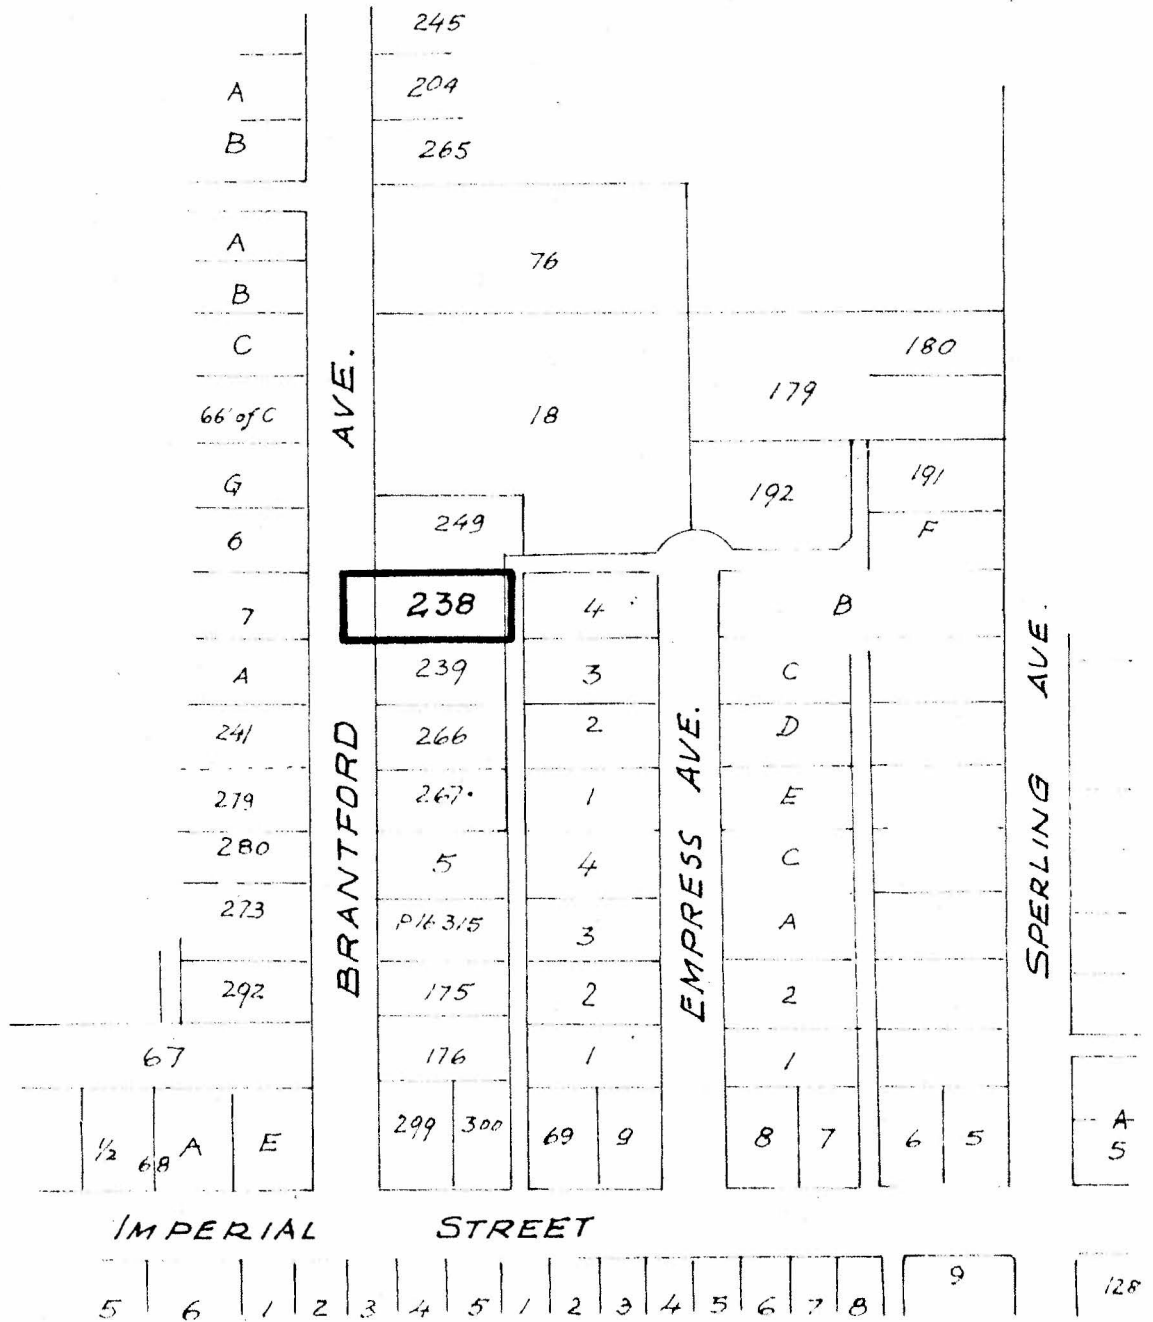 245
A 204
B 265
A
76
B
C 180
179
66' of C 18
G 192 191
249 F
6
7 238 4 B
A 239 3 C
241 266 2 D
279 267 1 E
280 5 4 C
273 3 A
292 175 2 2
67 176 1 1
½ 68 A E 299 300 69 9 8 7 6 5 A
5
BRANTFORD AVE.
EMPRESS AVE.
SPERLING AVE.
IMPERIAL STREET
5 6 1 2 3 4 5 1 2 3 4 5 6 7 8 9 128